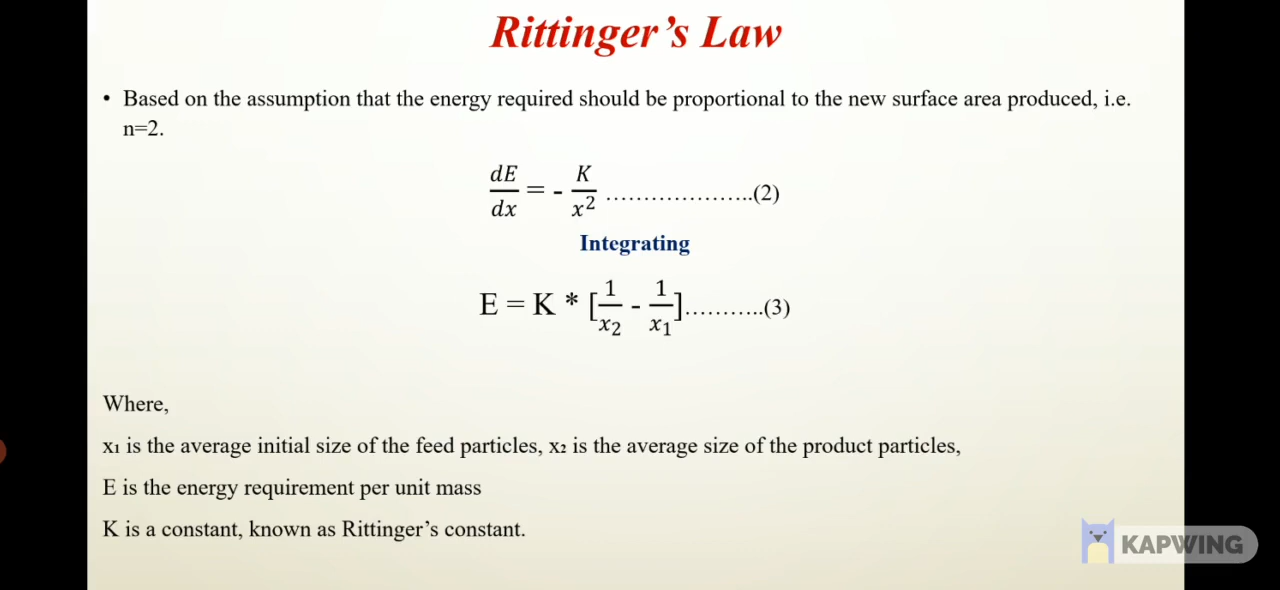 Rittinger's Law
• Based on the assumption that the energy required should be proportional to the new surface area produced, i.e.
n=2.
dE/dx = - K/x² ………………..(2)
Integrating
E = K * [1/x₂ - 1/x₁]………..(3)
Where,
x₁ is the average initial size of the feed particles, x₂ is the average size of the product particles,
E is the energy requirement per unit mass
K is a constant, known as Rittinger's constant.
KAPWING